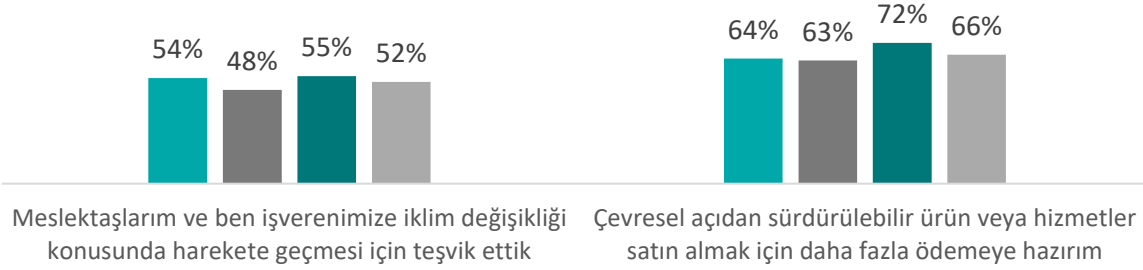 54%
48%
55%
52%
64%
63%
72%
66%
Meslektaşlarım ve ben işverenimize iklim değişikliği
konusunda harekete geçmesi için teşvik ettik
Çevresel açıdan sürdürülebilir ürün veya hizmetler
satın almak için daha fazla ödemeye hazırım